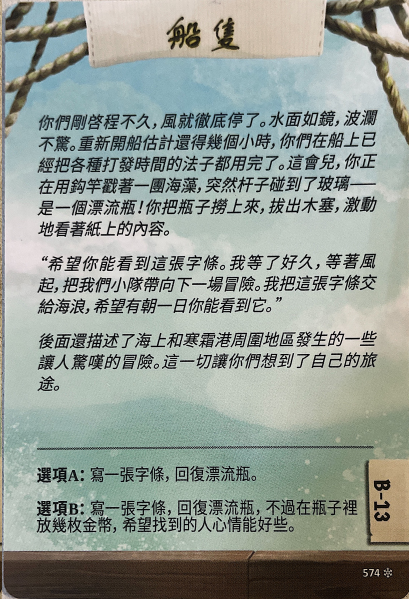 船隻
你們剛啓程不久，風就徹底停了。水面如鏡，波瀾
不驚。重新開船估計還得幾個小時，你們在船上已
經把各種打發時間的法子都用完了。這會兒，你正
在用釣竿戳著一團海藻，突然杆子碰到了玻璃——
是一個漂流瓶！你把瓶子撈上來，拔出木塞，激動
地看著紙上的內容。
“希望你能看到這張字條。我等了好久，等著風
起，把我們小隊帶向下一場冒險。我把這張字條交
給海浪，希望有朝一日你能看到它。”
後面還描述了海上和寒霜港周圍地區發生的一些
讓人驚嘆的冒險。這一切讓你們想到了自己的旅
途。
選項A：寫一張字條，回復漂流瓶。
選項B：寫一張字條，回復漂流瓶，不過在瓶子裡
放幾枚金幣，希望找到的人心情能好些。
B-13
574